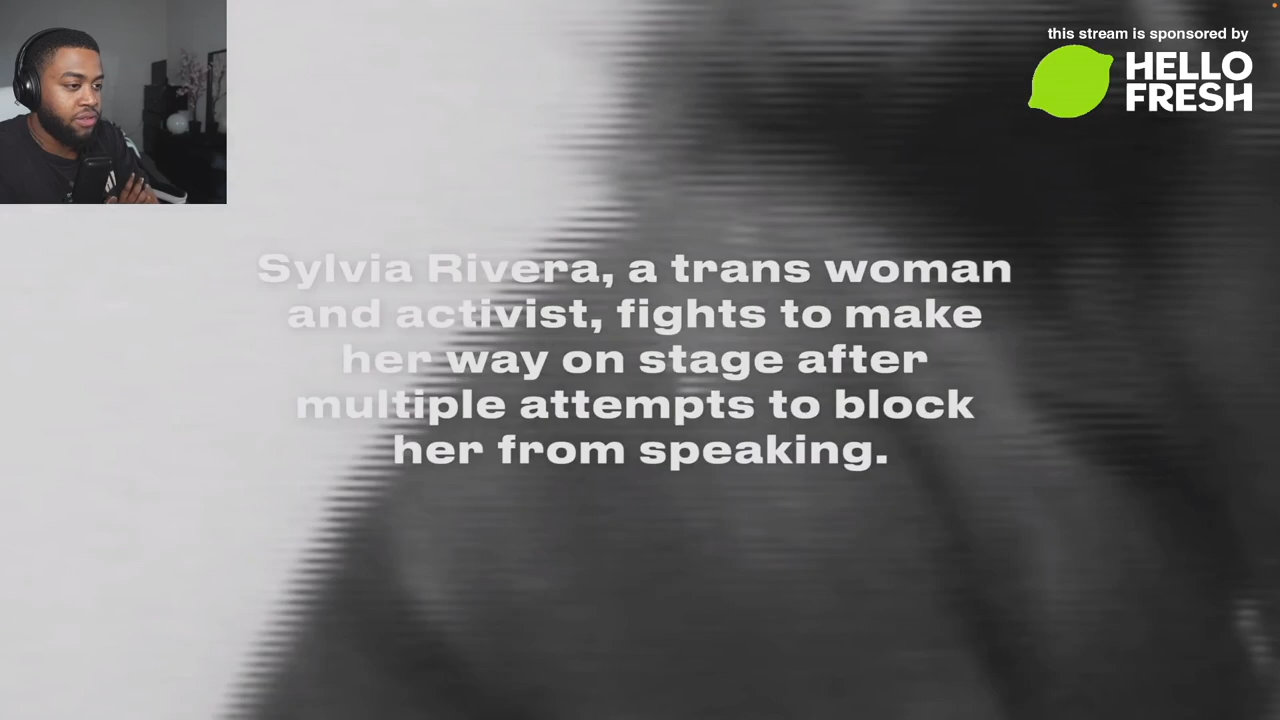 this stream is sponsored by
HELLO
FRESH
Sylvia Rivera, a trans woman
and activist, fights to make
her way on stage after
multiple attempts to block
her from speaking.